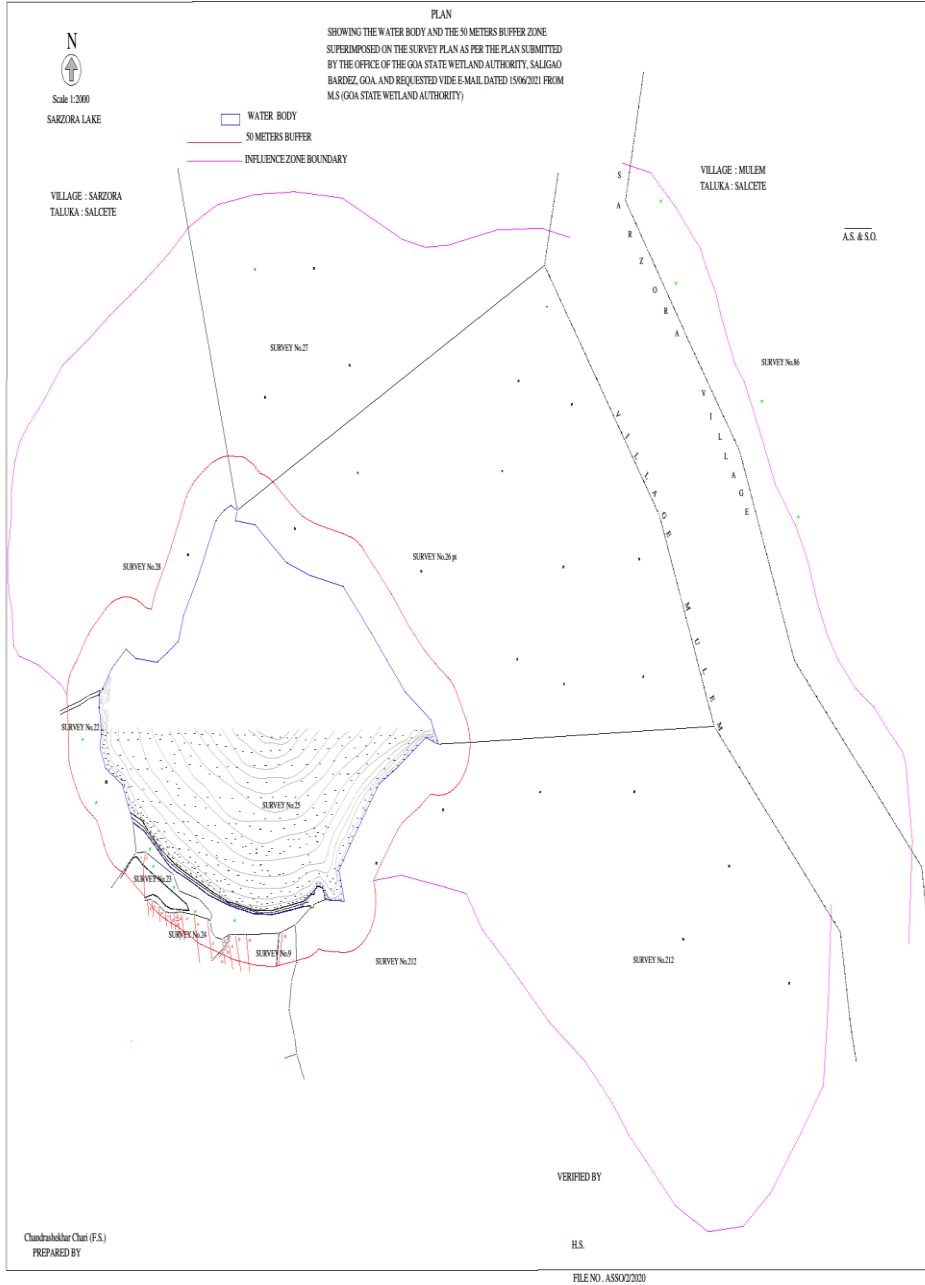 PLAN
SHOWING THE WATER BODY AND THE 50 METERS BUFFER ZONE
SUPERIMPOSED ON THE SURVEY PLAN AS PER THE PLAN SUBMITTED
BY THE OFFICE OF THE GOA STATE WETLAND AUTHORITY, SALIGAO
BARDEZ, GOA. AND REQUESTED VIDE E-MAIL DATED 15/06/2021 FROM
M.S (GOA STATE WETLAND AUTHORITY)
N
Scale 1:2000
SARZORA LAKE
WATER BODY
50 METERS BUFFER
INFLUENCE ZONE BOUNDARY
VILLAGE : SARZORA
TALUKA : SALCETE
VILLAGE : MULEM
TALUKA : SALCETE
A.S. & S.O.
SARZORA VILLAGE
VILLAGE MULEM
SURVEY No.27
SURVEY No.86
SURVEY No.28
SURVEY No.26 pt
SURVEY No.22
SURVEY No.25
SURVEY No.23
SURVEY No.24
SURVEY No.9
SURVEY No.212
SURVEY No.212
VERIFIED BY
Chandrashekhar Chari (F.S.)
PREPARED BY
H.S.
FILE NO . ASSO/2/2020